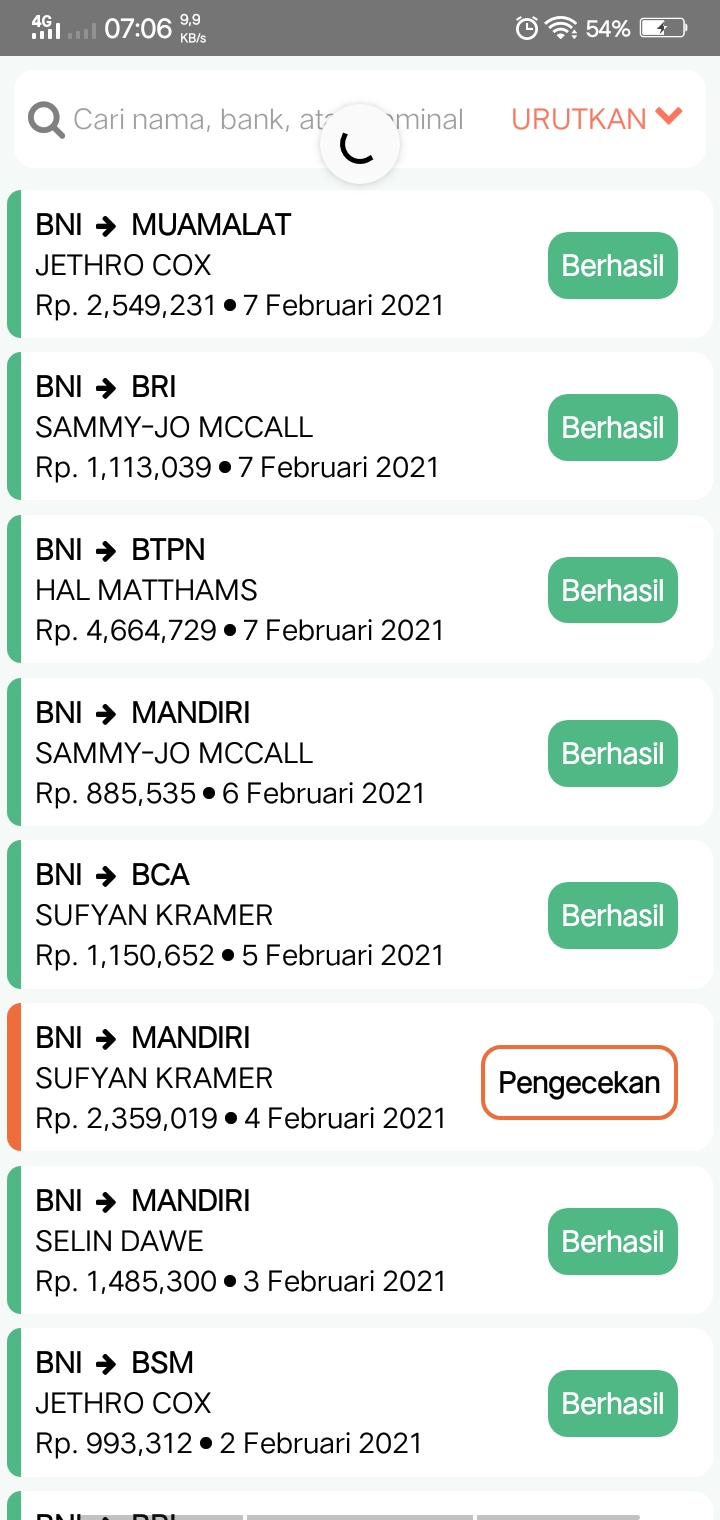 4G 07:06 9,9 KB/s 54%
Cari nama, bank, minal URUTKAN
BNI → MUAMALAT
JETHRO COX
Rp. 2,549,231 ● 7 Februari 2021
Berhasil
BNI → BRI
SAMMY-JO MCCALL
Rp. 1,113,039 ● 7 Februari 2021
Berhasil
BNI → BTPN
HAL MATTHAMS
Rp. 4,664,729 ● 7 Februari 2021
Berhasil
BNI → MANDIRI
SAMMY-JO MCCALL
Rp. 885,535 ● 6 Februari 2021
Berhasil
BNI → BCA
SUFYAN KRAMER
Rp. 1,150,652 ● 5 Februari 2021
Berhasil
BNI → MANDIRI
SUFYAN KRAMER
Rp. 2,359,019 ● 4 Februari 2021
Pengecekan
BNI → MANDIRI
SELIN DAWE
Rp. 1,485,300 ● 3 Februari 2021
Berhasil
BNI → BSM
JETHRO COX
Rp. 993,312 ● 2 Februari 2021
Berhasil